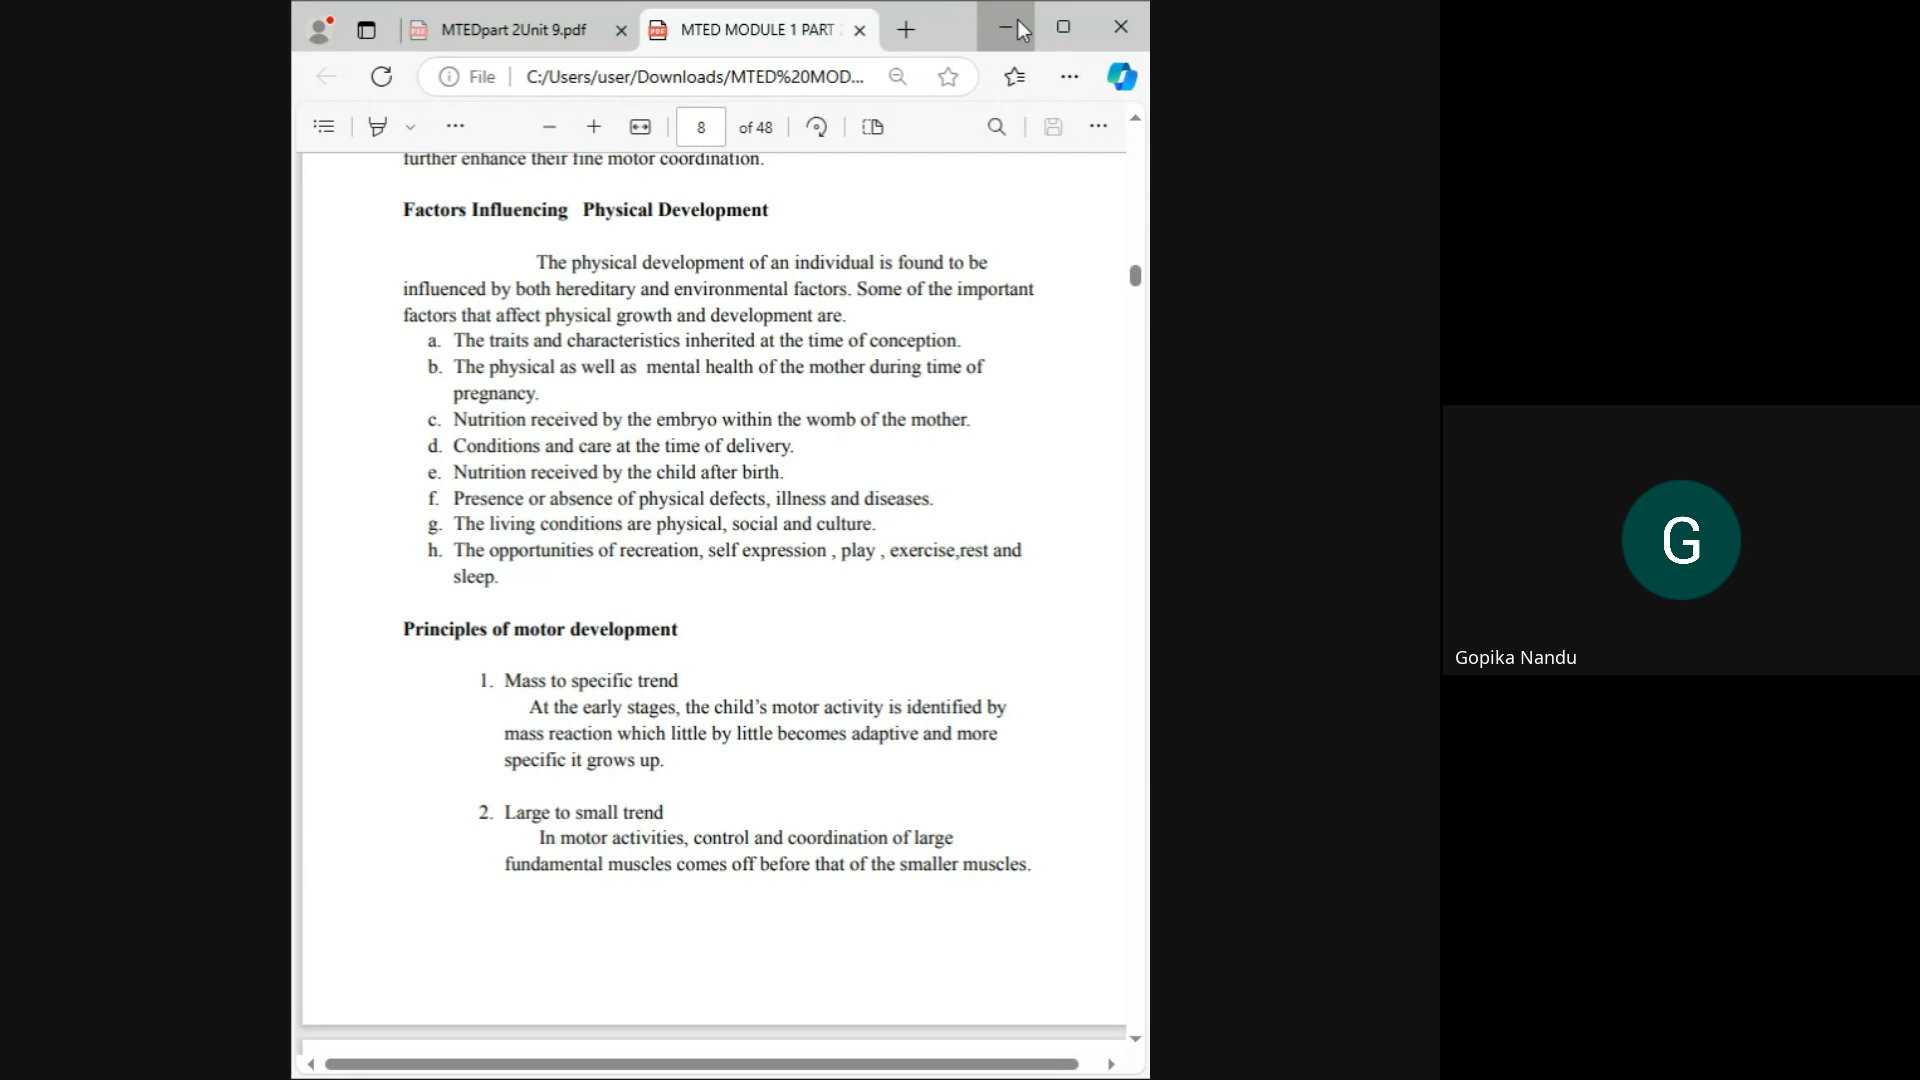 MTEDpart 2Unit 9.pdf
MTED MODULE 1 PART
File
C:/Users/user/Downloads/MTED%20MOD...
8 of 48
further enhance their fine motor coordination.
Factors Influencing Physical Development
The physical development of an individual is found to be
influenced by both hereditary and environmental factors. Some of the important
factors that affect physical growth and development are.
a. The traits and characteristics inherited at the time of conception.
b. The physical as well as mental health of the mother during time of
pregnancy.
c. Nutrition received by the embryo within the womb of the mother.
d. Conditions and care at the time of delivery.
e. Nutrition received by the child after birth.
f. Presence or absence of physical defects, illness and diseases.
g. The living conditions are physical, social and culture.
h. The opportunities of recreation, self expression , play , exercise,rest and
sleep.
Principles of motor development
1. Mass to specific trend
At the early stages, the child’s motor activity is identified by
mass reaction which little by little becomes adaptive and more
specific it grows up.
2. Large to small trend
In motor activities, control and coordination of large
fundamental muscles comes off before that of the smaller muscles.
G
Gopika Nandu